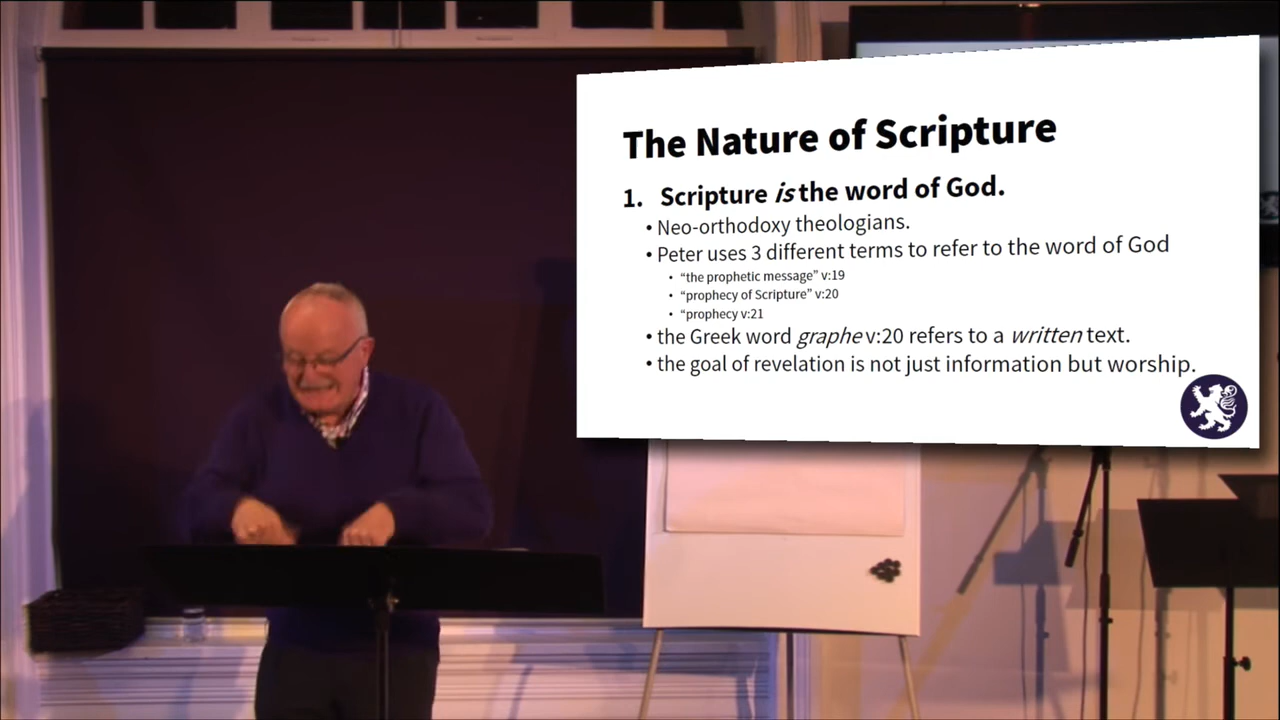 The Nature of Scripture
1. Scripture is the word of God.
• Neo-orthodoxy theologians.
• Peter uses 3 different terms to refer to the word of God
• “the prophetic message” v:19
• “prophecy of Scripture” v:20
• “prophecy v:21
• the Greek word graphe v:20 refers to a written text.
• the goal of revelation is not just information but worship.